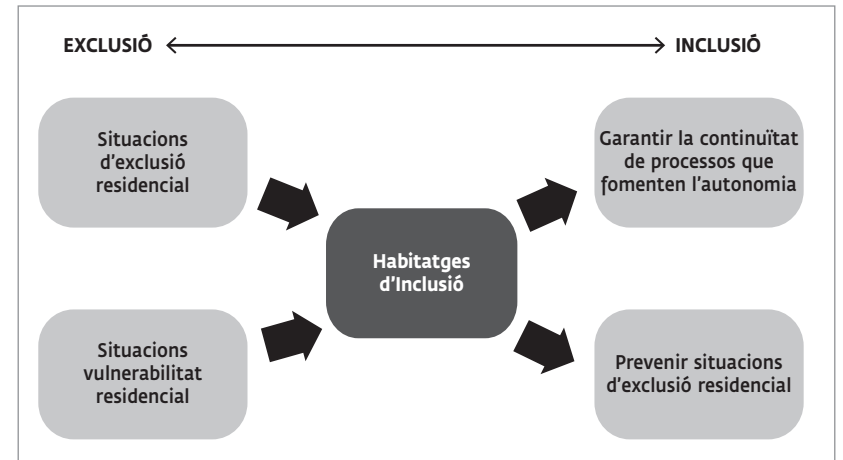 EXCLUSIÓ
INCLUSIÓ
Situacions
d'exclusió
residencial
Garantir la continuïtat
de processos que
fomenten l'autonomia
Habitatges
d'Inclusió
Situacions
vulnerabilitat
residencial
Prevenir situacions
d'exclusió residencial